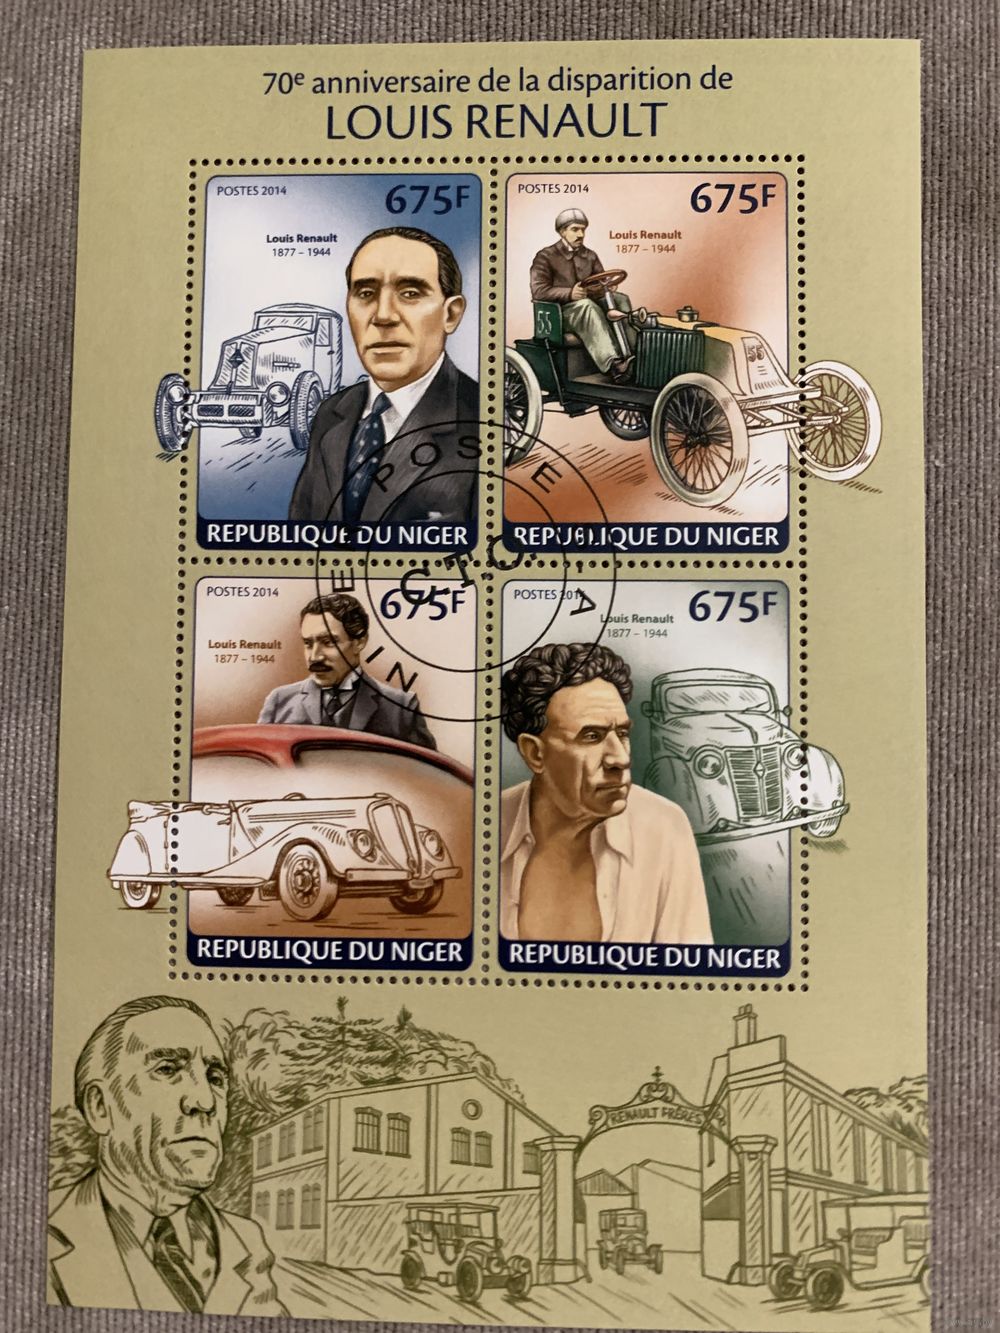 70e anniversaire de la disparition de
LOUIS RENAULT
POSTES 2014
675F
Louis Renault
1877 – 1944
REPUBLIQUE DU NIGER
POSTES 2014
675F
Louis Renault
1877 – 1944
55
55
REPUBLIQUE DU NIGER
POSTES 2014
675F
Louis Renault
1877 – 1944
REPUBLIQUE DU NIGER
POSTES 2014
675F
Louis Renault
1877 – 1944
REPUBLIQUE DU NIGER
POSTE
C.T.O.
RENAULT FRÈRES